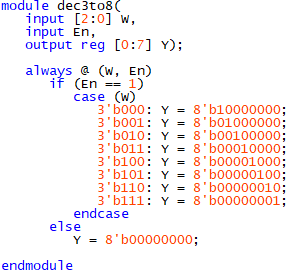 module dec3to8(
input [2:0] W,
input En,
output reg [0:7] Y);
always @ (W, En)
if (En == 1)
case (W)
3'b000: Y = 8'b10000000;
3'b001: Y = 8'b01000000;
3'b010: Y = 8'b00100000;
3'b011: Y = 8'b00010000;
3'b100: Y = 8'b00001000;
3'b101: Y = 8'b00000100;
3'b110: Y = 8'b00000010;
3'b111: Y = 8'b00000001;
endcase
else
Y = 8'b00000000;
endmodule